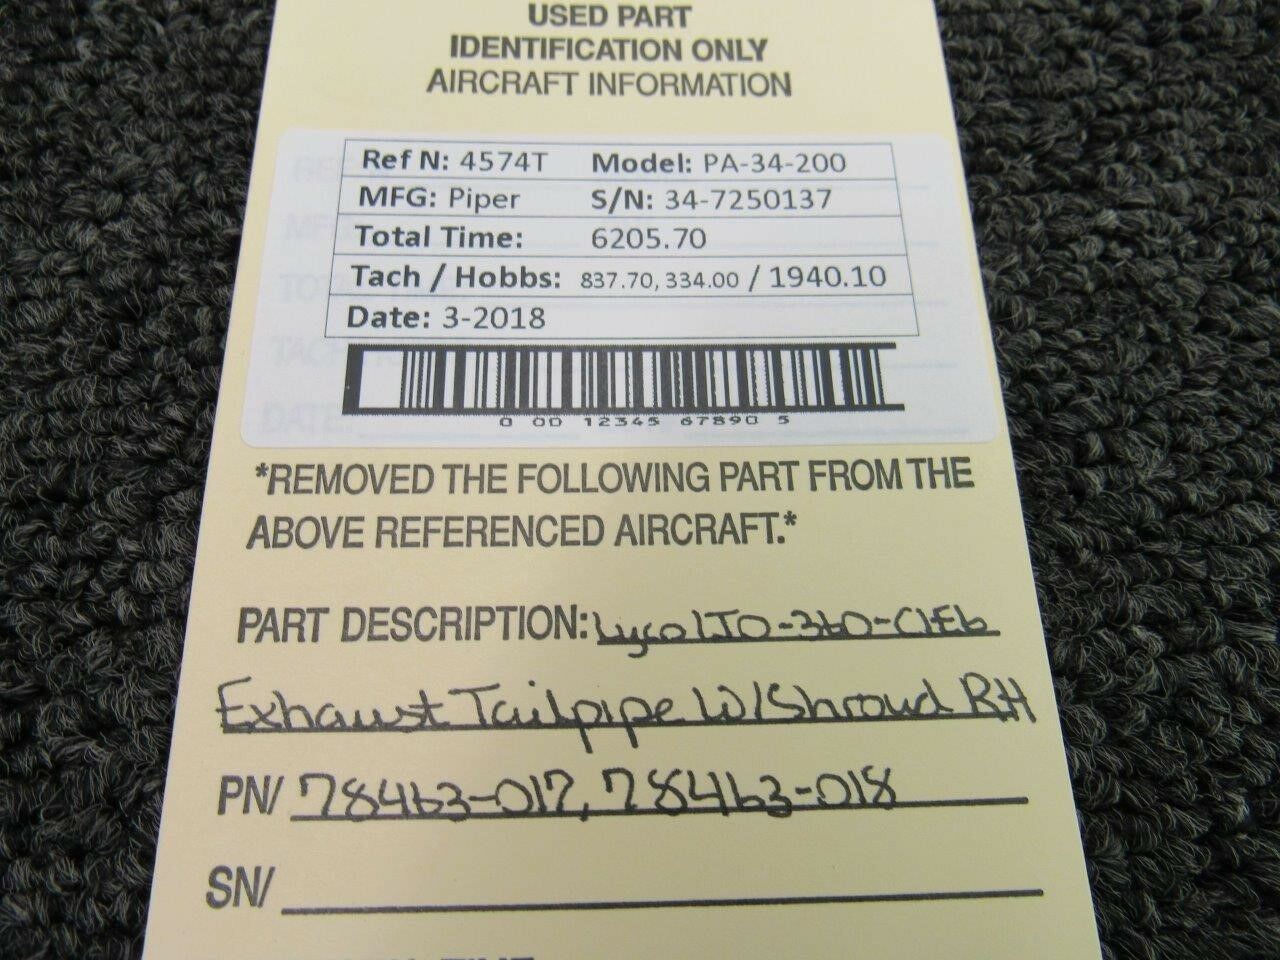 USED PART
IDENTIFICATION ONLY
AIRCRAFT INFORMATION
Ref N: 4574T Model: PA-34-200
MFG: Piper S/N: 34-7250137
Total Time: 6205.70
Tach / Hobbs: 837.70, 334.00 / 1940.10
Date: 3-2018
0 00 12345 67890 5
*REMOVED THE FOLLOWING PART FROM THE
ABOVE REFERENCED AIRCRAFT.*
PART DESCRIPTION: Lyco LIO-360-C1E6
Exhaust Tailpipe W/Shroud RH
PN/ 78463-017, 78463-018
SN/